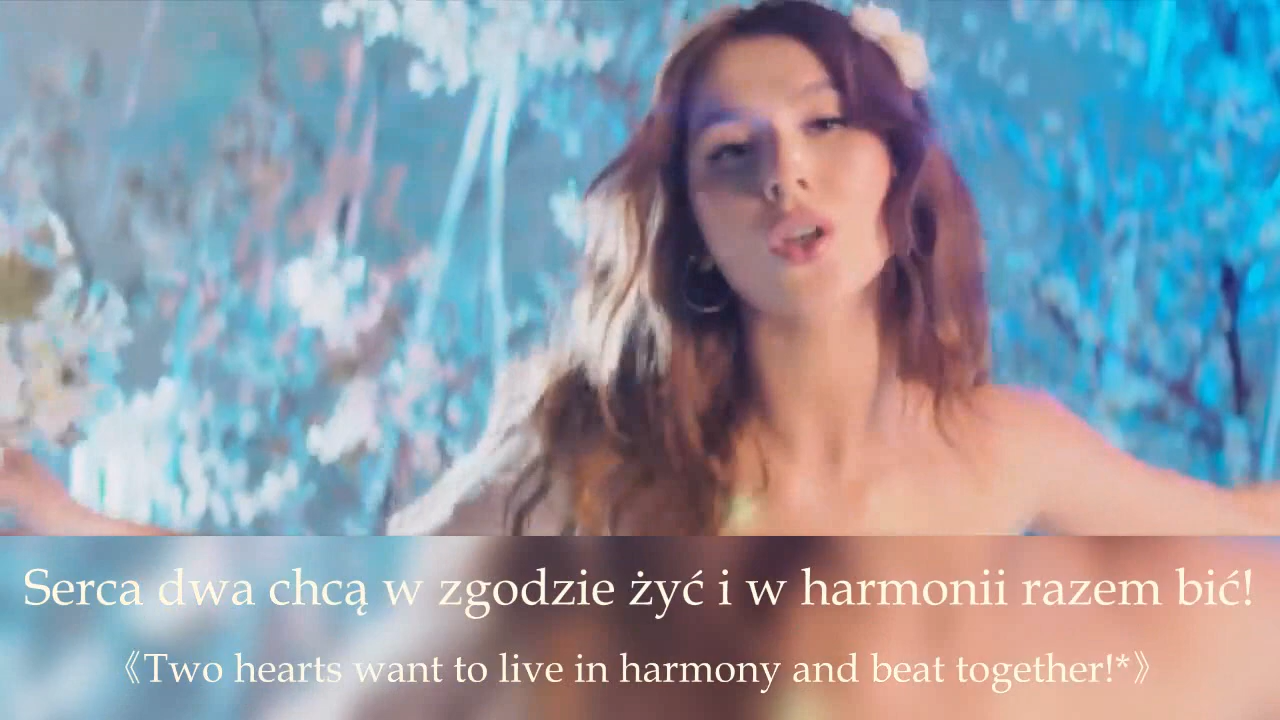 Serca dwa chcą w zgodzie żyć i w harmonii razem bić!
《Two hearts want to live in harmony and beat together!*》